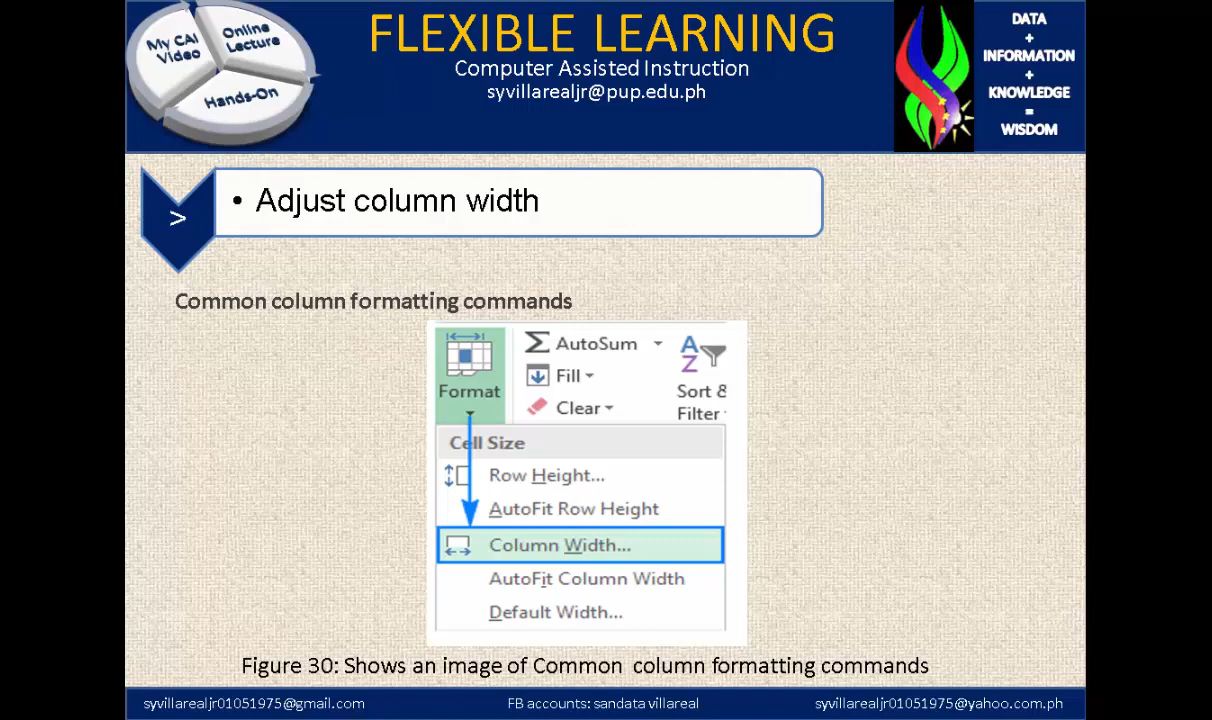 My CAI
Video
Online
Lecture
Hands-On
FLEXIBLE LEARNING
Computer Assisted Instruction
syvillarealjr@pup.edu.ph
DATA
+
INFORMATION
+
KNOWLEDGE
=
WISDOM
>
• Adjust column width
Common column formatting commands
Format
AutoSum
Fill
Clear
Sort &
Filter
Cell Size
Row Height...
AutoFit Row Height
Column Width...
AutoFit Column Width
Default Width...
Figure 30: Shows an image of Common column formatting commands
syvillarealjr01051975@gmail.com
FB accounts: sandata villareal
syvillarealjr01051975@yahoo.com.ph